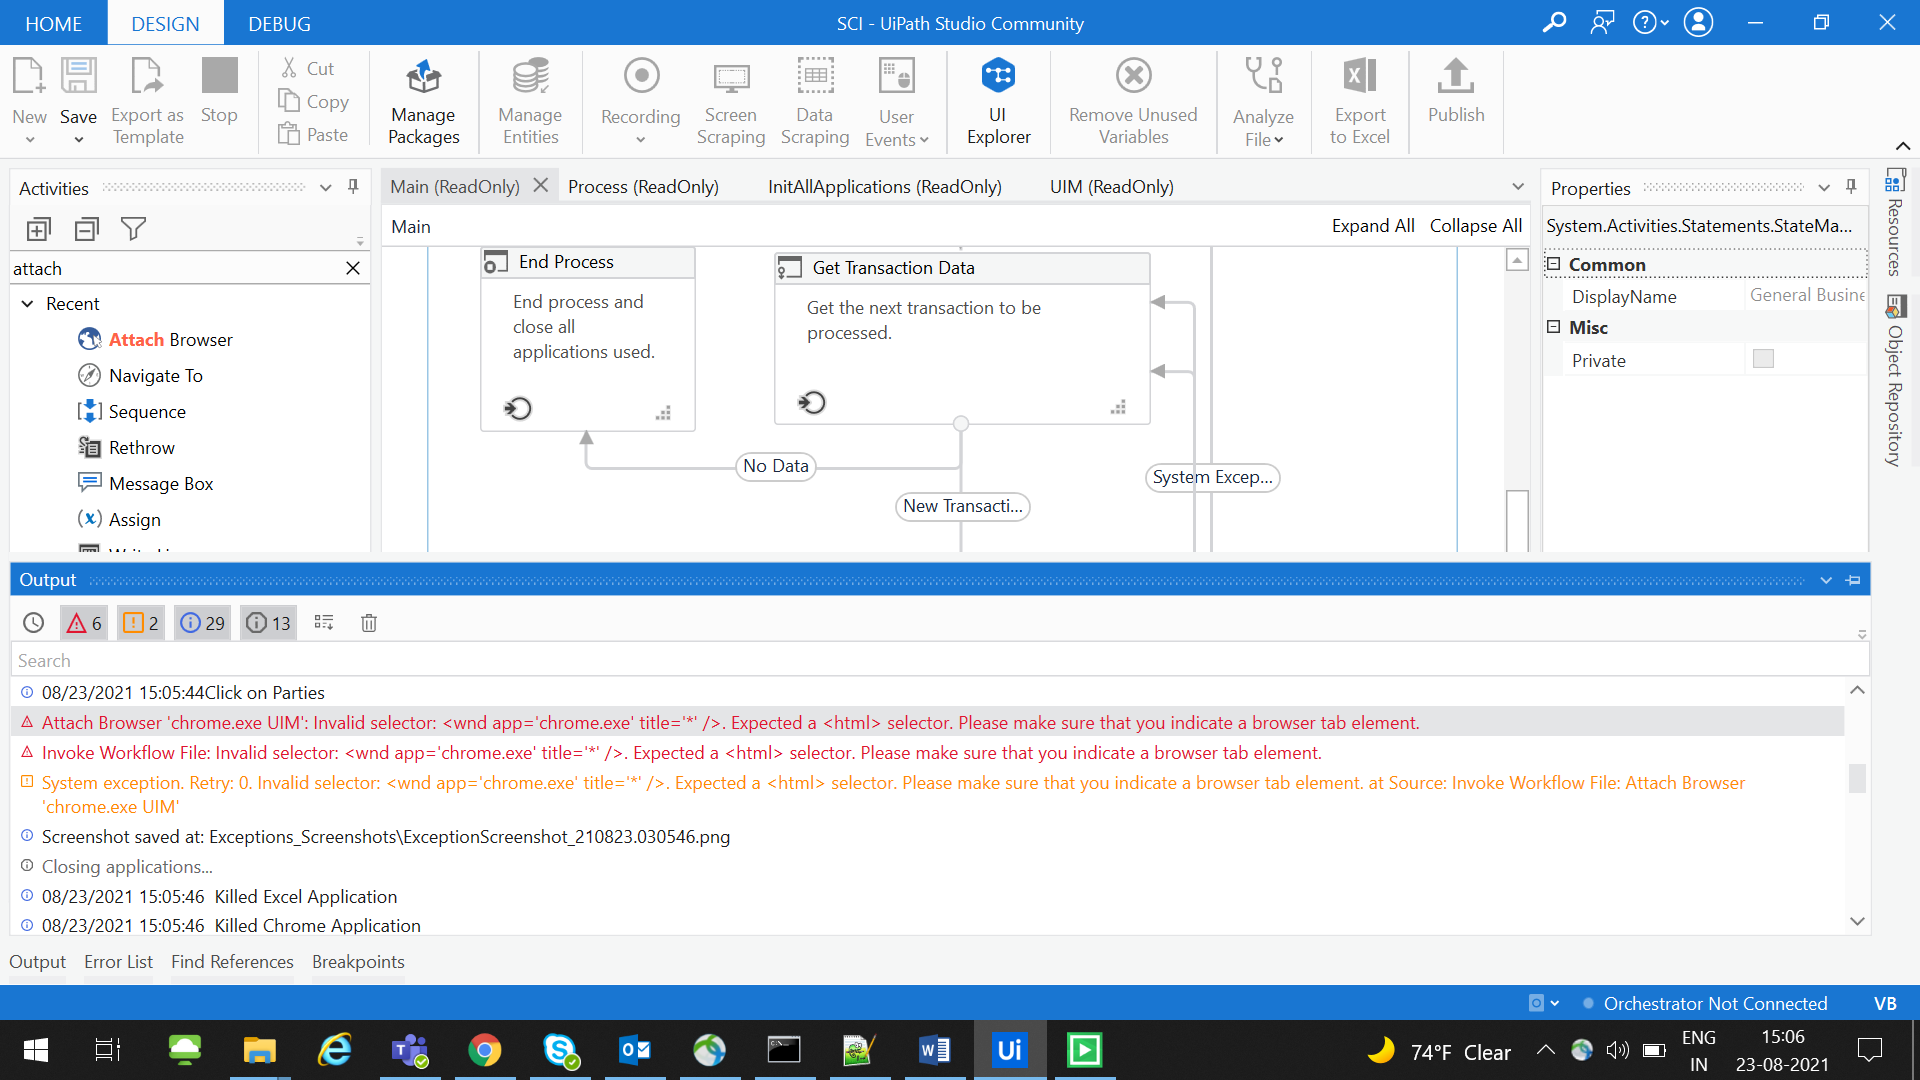 HOME
DESIGN
DEBUG
SCI - UiPath Studio Community
New
Save
Export as
Template
Stop
Cut
Copy
Paste
Manage
Packages
Manage
Entities
Recording
Screen
Scraping
Data
Scraping
User
Events
UI
Explorer
Remove Unused
Variables
Analyze
File
Export
to Excel
Publish
Activities
Main (ReadOnly)
Process (ReadOnly)
InitAllApplications (ReadOnly)
UIM (ReadOnly)
Properties
Resources
Object Repository
Main
Expand All
Collapse All
System.Activities.Statements.StateMa...
attach
Recent
Attach Browser
Navigate To
Sequence
Rethrow
Message Box
Assign
End Process
End process and
close all
applications used.
Get Transaction Data
Get the next transaction to be
processed.
No Data
New Transacti...
System Excep...
Common
DisplayName
General Busine
Misc
Private
Output
6
2
29
13
Search
08/23/2021 15:05:44Click on Parties
Attach Browser 'chrome.exe UIM': Invalid selector: <wnd app='chrome.exe' title='*' />. Expected a <html> selector. Please make sure that you indicate a browser tab element.
Invoke Workflow File: Invalid selector: <wnd app='chrome.exe' title='*' />. Expected a <html> selector. Please make sure that you indicate a browser tab element.
System exception. Retry: 0. Invalid selector: <wnd app='chrome.exe' title='*' />. Expected a <html> selector. Please make sure that you indicate a browser tab element. at Source: Invoke Workflow File: Attach Browser
'chrome.exe UIM'
Screenshot saved at: Exceptions_Screenshots\ExceptionScreenshot_210823.030546.png
Closing applications...
08/23/2021 15:05:46  Killed Excel Application
08/23/2021 15:05:46  Killed Chrome Application
Output
Error List
Find References
Breakpoints
Orchestrator Not Connected
VB
Ui
74°F Clear
ENG
IN
15:06
23-08-2021